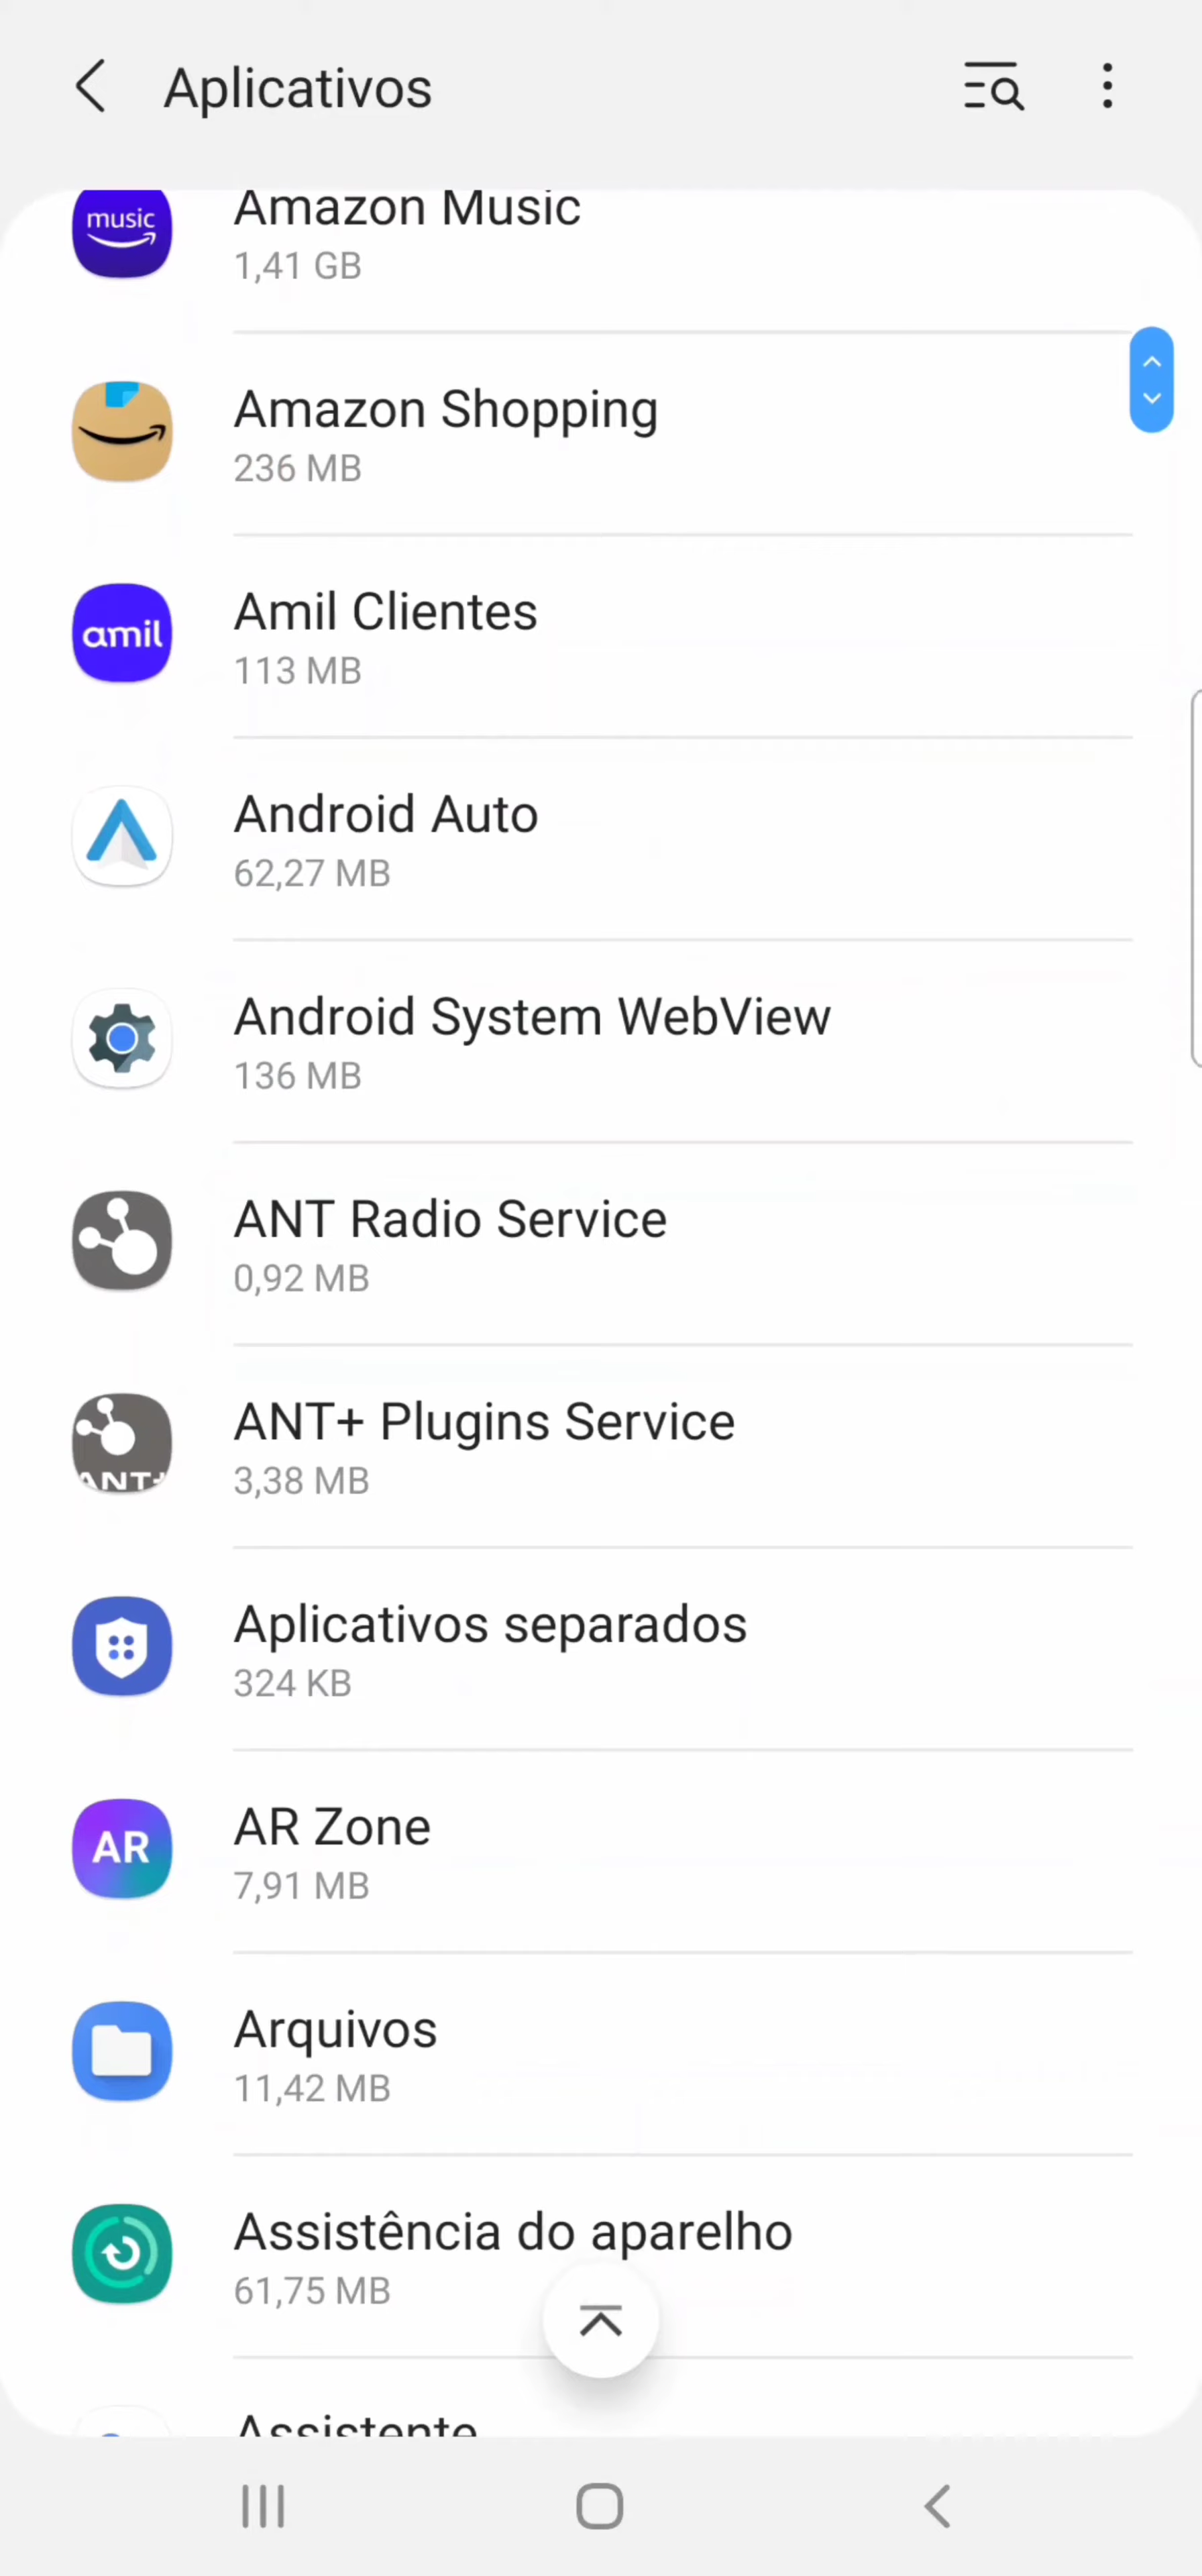 Aplicativos
music
Amazon Music
1,41 GB
Amazon Shopping
236 MB
amil
Amil Clientes
113 MB
Android Auto
62,27 MB
Android System WebView
136 MB
ANT Radio Service
0,92 MB
ANT+ Plugins Service
3,38 MB
ANT+
Aplicativos separados
324 KB
AR
AR Zone
7,91 MB
Arquivos
11,42 MB
Assistência do aparelho
61,75 MB
Assistente